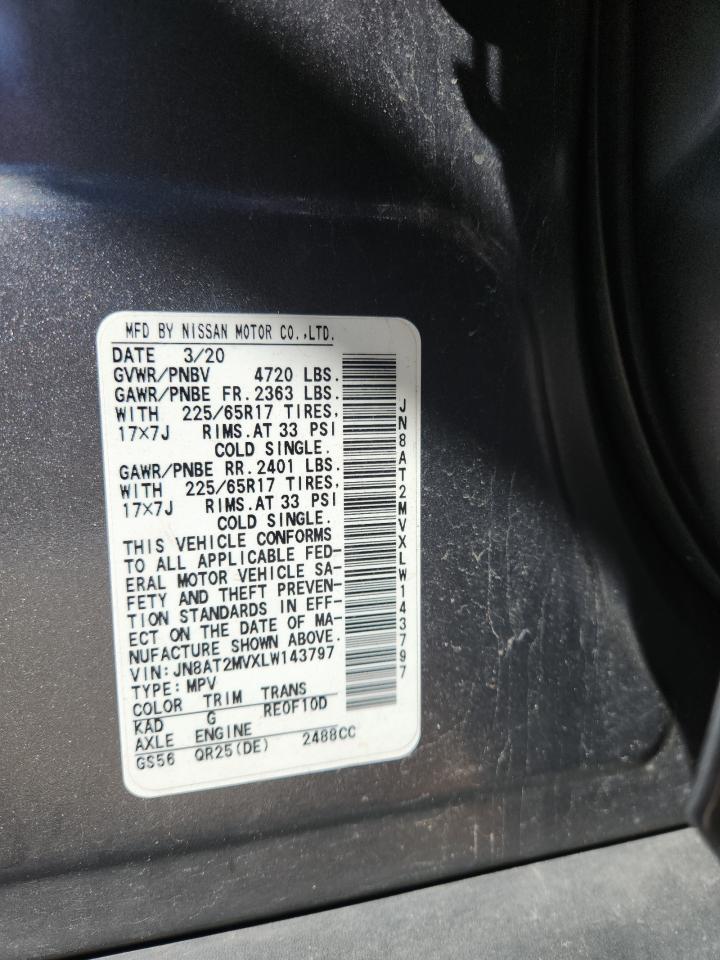 MFD BY NISSAN MOTOR CO.,LTD.
DATE 3/20
GVWR/PNBV 4720 LBS.
GAWR/PNBE FR. 2363 LBS.
WITH 225/65R17 TIRES,
17×7J RIMS. AT 33 PSI
COLD SINGLE.
GAWR/PNBE RR. 2401 LBS.
WITH 225/65R17 TIRES,
17×7J RIMS. AT 33 PSI
COLD SINGLE.
THIS VEHICLE CONFORMS
TO ALL APPLICABLE FED-
ERAL MOTOR VEHICLE SA-
FETY AND THEFT PREVEN-
TION STANDARDS IN EFF-
ECT ON THE DATE OF MA-
NUFACTURE SHOWN ABOVE.
VIN: JN8AT2MVXLW143797
TYPE: MPV
COLOR TRIM TRANS
KAD G RE0F10D
AXLE ENGINE
GS56 QR25(DE) 2488CC
JN8AT2MVXLW143797